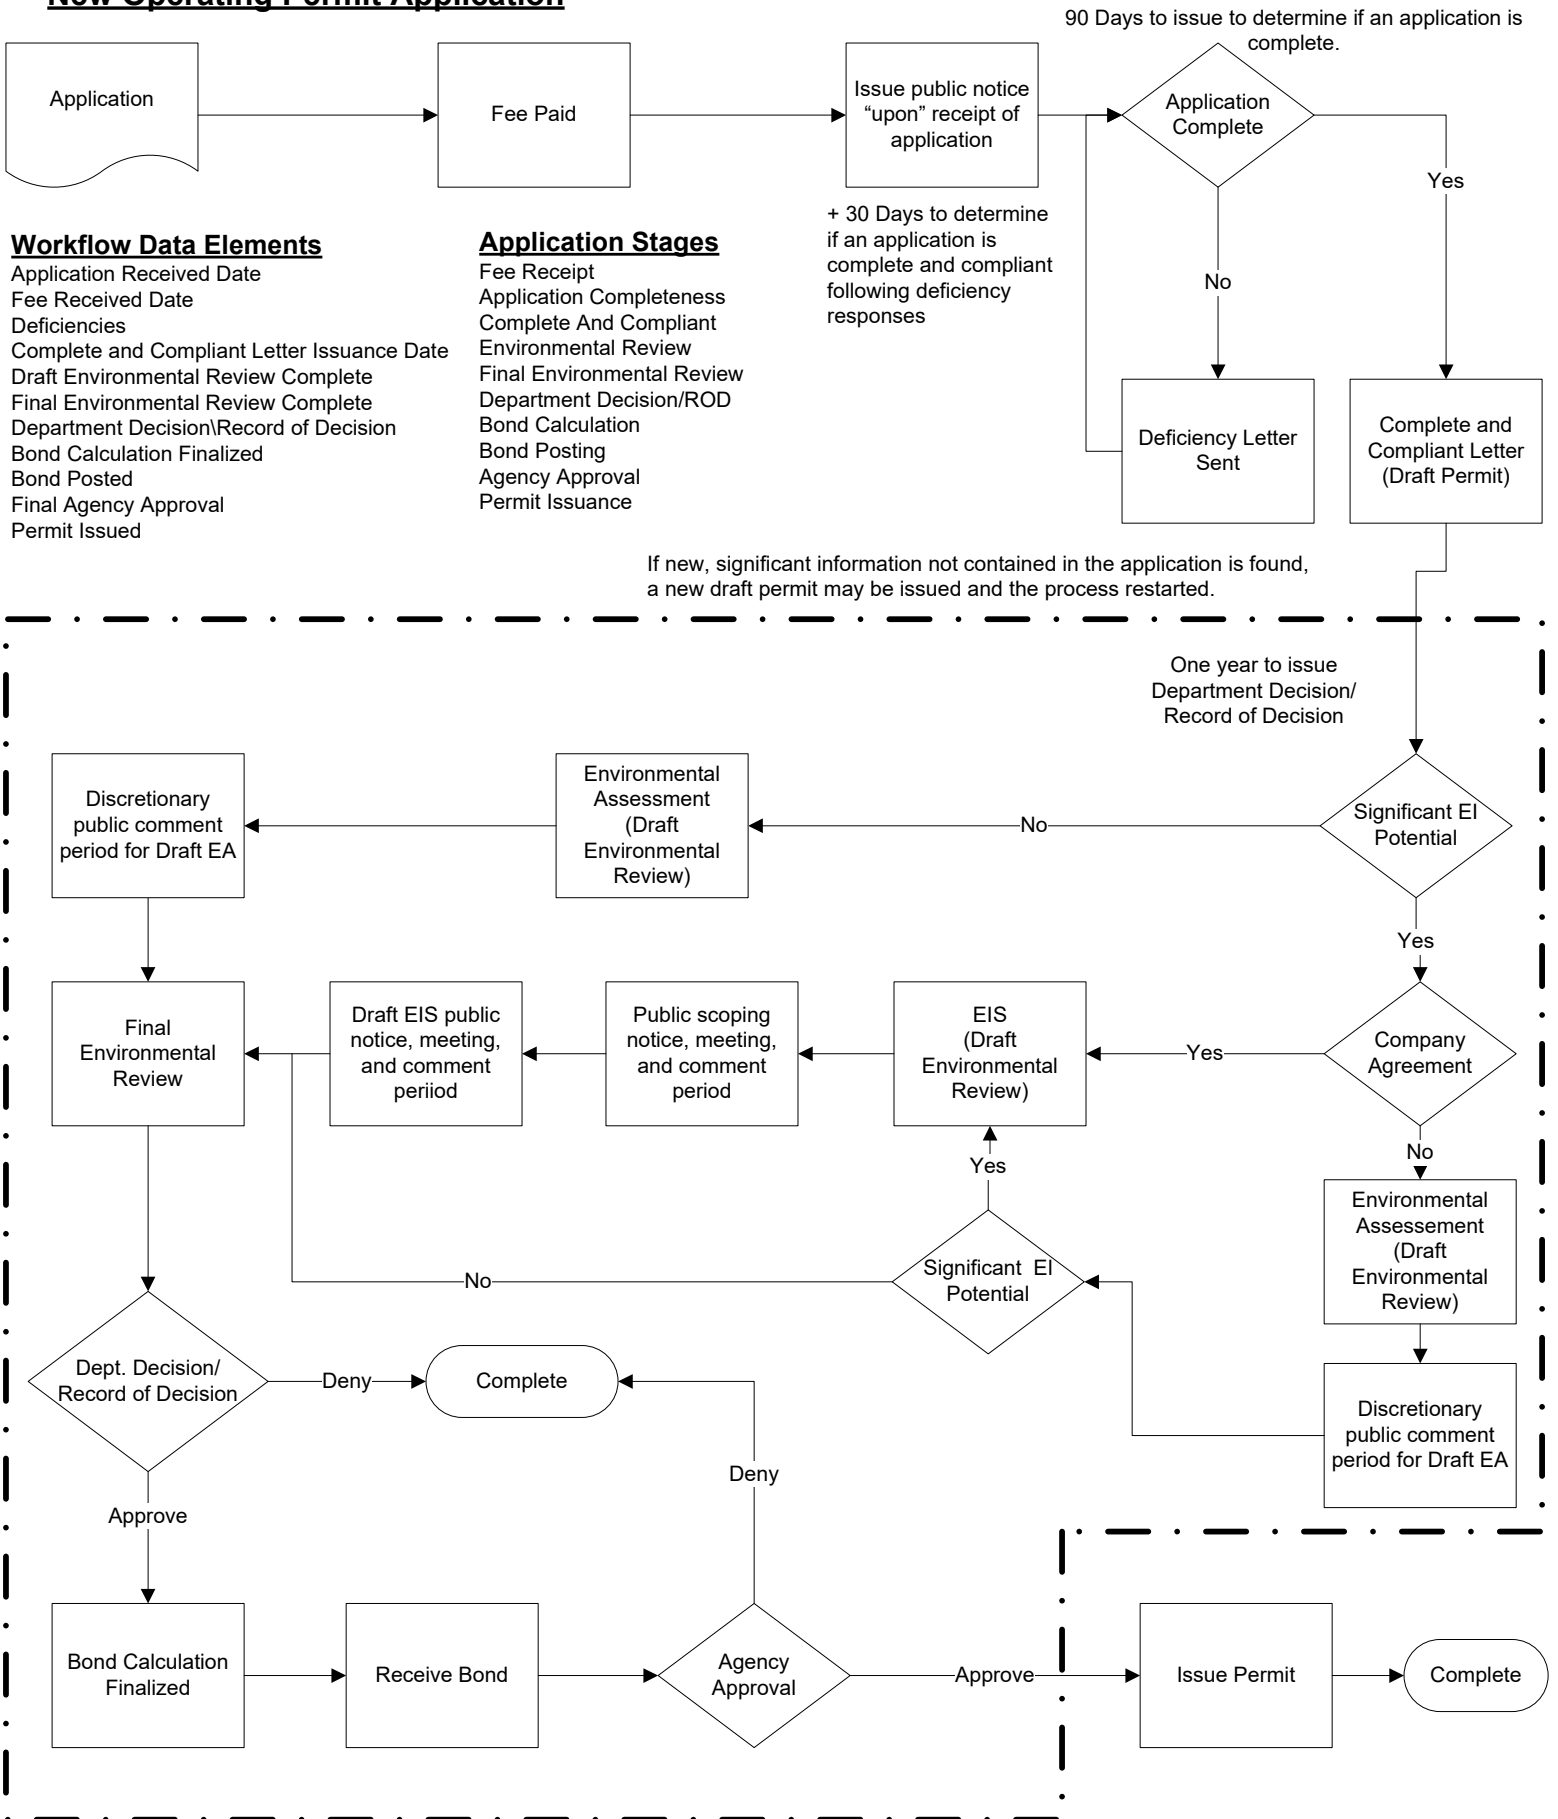 New Operating Permit Application
90 Days to issue to determine if an application is
complete.
Application
Fee Paid
Issue public notice
“upon” receipt of
application
Application
Complete
Yes
No
+ 30 Days to determine
if an application is
complete and compliant
following deficiency
responses
Workflow Data Elements
Application Received Date
Fee Received Date
Deficiencies
Complete and Compliant Letter Issuance Date
Draft Environmental Review Complete
Final Environmental Review Complete
Department Decision\Record of Decision
Bond Calculation Finalized
Bond Posted
Final Agency Approval
Permit Issued
Application Stages
Fee Receipt
Application Completeness
Complete And Compliant
Environmental Review
Final Environmental Review
Department Decision/ROD
Bond Calculation
Bond Posting
Agency Approval
Permit Issuance
Deficiency Letter
Sent
Complete and
Compliant Letter
(Draft Permit)
If new, significant information not contained in the application is found,
a new draft permit may be issued and the process restarted.
One year to issue
Department Decision/
Record of Decision
Discretionary
public comment
period for Draft EA
Environmental
Assessment
(Draft
Environmental
Review)
No
Significant EI
Potential
Yes
Final
Environmental
Review
Draft EIS public
notice, meeting,
and comment
periiod
Public scoping
notice, meeting,
and comment
period
EIS
(Draft
Environmental
Review)
Yes
Company
Agreement
No
Yes
Environmental
Assessement
(Draft
Environmental
Review)
Significant EI
Potential
No
Dept. Decision/
Record of Decision
Deny
Complete
Discretionary
public comment
period for Draft EA
Deny
Approve
Bond Calculation
Finalized
Receive Bond
Agency
Approval
Approve
Issue Permit
Complete